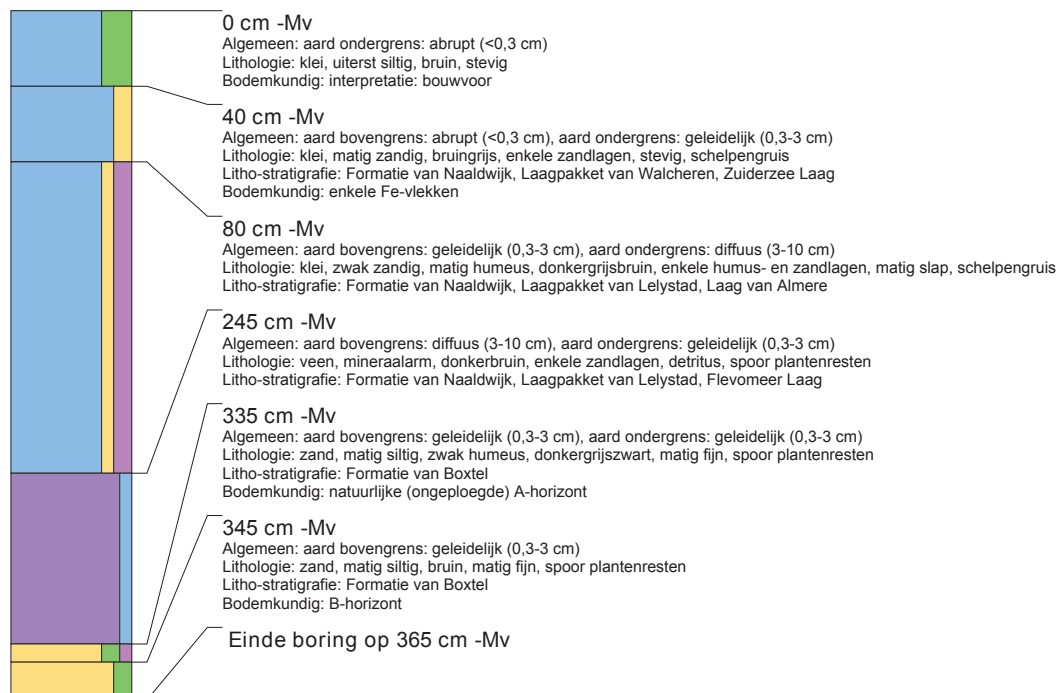 0 cm -Mv
Algemeen: aard ondergrens: abrupt (<0,3 cm)
Lithologie: klei, uiterst siltig, bruin, stevig
Bodemkundig: interpretatie: bouwvoor
40 cm -Mv
Algemeen: aard bovengrens: abrupt (<0,3 cm), aard ondergrens: geleidelijk (0,3-3 cm)
Lithologie: klei, matig zandig, bruingrijs, enkele zandlagen, stevig, schelpengruis
Litho-stratigrafie: Formatie van Naaldwijk, Laagpakket van Walcheren, Zuiderzee Laag
Bodemkundig: enkele Fe-vlekken
80 cm -Mv
Algemeen: aard bovengrens: geleidelijk (0,3-3 cm), aard ondergrens: diffuus (3-10 cm)
Lithologie: klei, zwak zandig, matig humeus, donkergrijsbruin, enkele humus- en zandlagen, matig slap, schelpengruis
Litho-stratigrafie: Formatie van Naaldwijk, Laagpakket van Lelystad, Laag van Almere
245 cm -Mv
Algemeen: aard bovengrens: diffuus (3-10 cm), aard ondergrens: geleidelijk (0,3-3 cm)
Lithologie: veen, mineraalarm, donkerbruin, enkele zandlagen, detritus, spoor plantenresten
Litho-stratigrafie: Formatie van Naaldwijk, Laagpakket van Lelystad, Flevomeer Laag
335 cm -Mv
Algemeen: aard bovengrens: geleidelijk (0,3-3 cm), aard ondergrens: geleidelijk (0,3-3 cm)
Lithologie: zand, matig siltig, zwak humeus, donkergrijszwart, matig fijn, spoor plantenresten
Litho-stratigrafie: Formatie van Boxtel
Bodemkundig: natuurlijke (ongeploegde) A-horizont
345 cm -Mv
Algemeen: aard bovengrens: geleidelijk (0,3-3 cm)
Lithologie: zand, matig siltig, bruin, matig fijn, spoor plantenresten
Litho-stratigrafie: Formatie van Boxtel
Bodemkundig: B-horizont
Einde boring op 365 cm -Mv